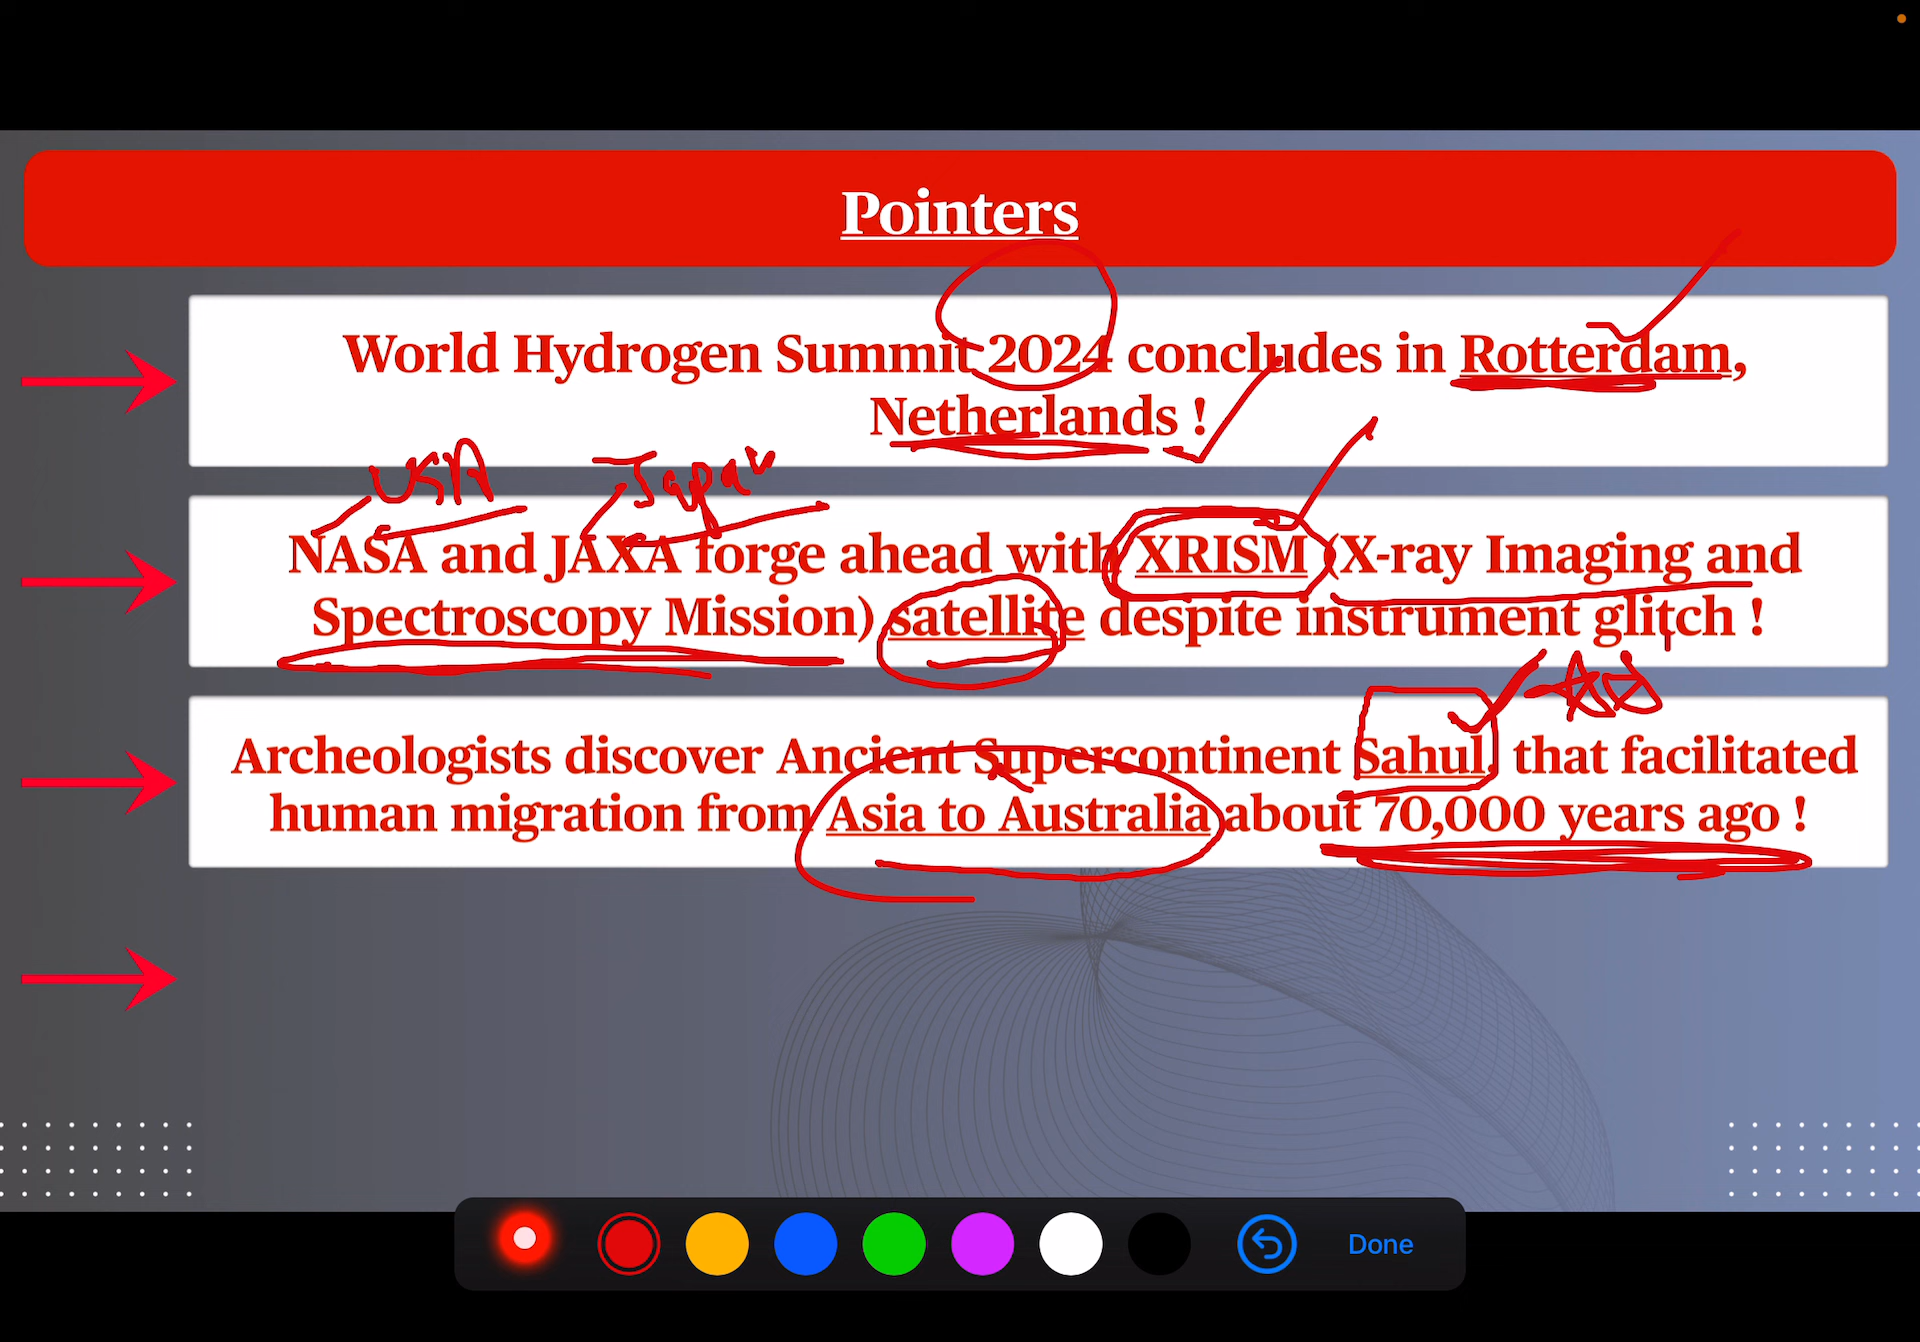 Pointers
World Hydrogen Summit 2024 concludes in Rotterdam,
Netherlands !
USA Japan
NASA and JAXA forge ahead with XRISM (X-ray Imaging and
Spectroscopy Mission) satellite despite instrument glitch !
Archeologists discover Ancient Supercontinent Sahul, that facilitated
human migration from Asia to Australia about 70,000 years ago !
Done